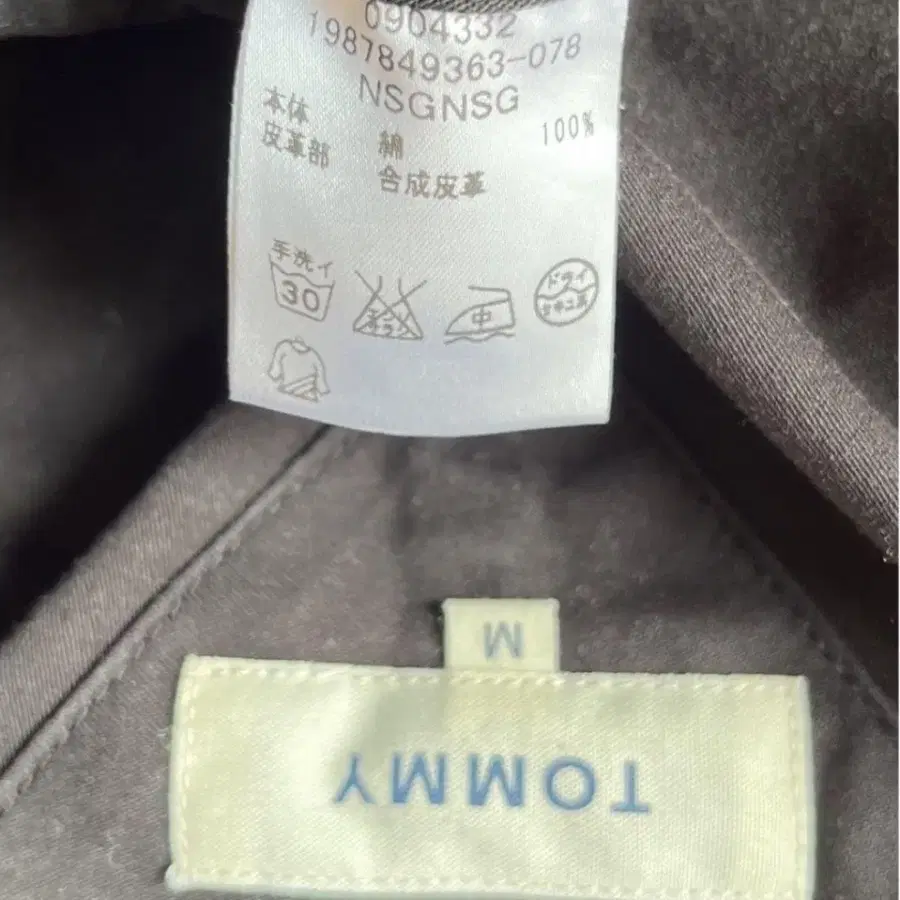 0904332
1987849363-078
NSGNSG
本体 綿 100%
皮革部 合成皮革
手洗イ
30
中
ドライ
M
TOMMY